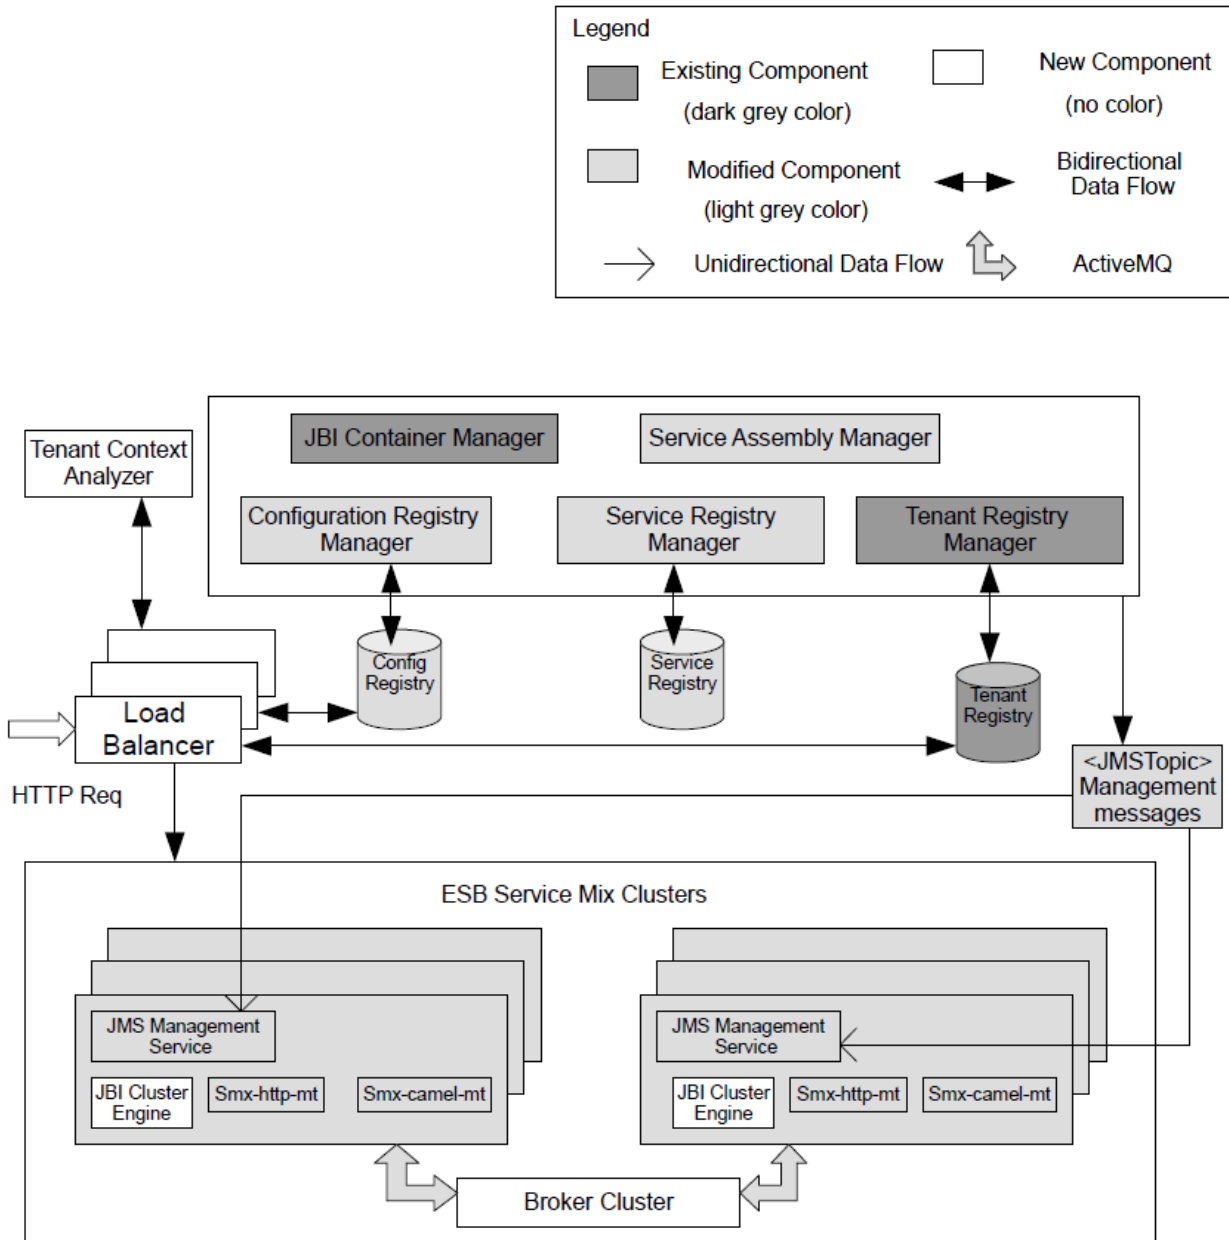 Legend
Existing Component
(dark grey color)
New Component
(no color)
Modified Component
(light grey color)
Bidirectional
Data Flow
Unidirectional Data Flow
ActiveMQ
JBI Container Manager
Service Assembly Manager
Tenant Context
Analyzer
Configuration Registry
Manager
Service Registry
Manager
Tenant Registry
Manager
Config
Registry
Service
Registry
Tenant
Registry
Load
Balancer
HTTP Req
<JMSTopic>
Management
messages
ESB Service Mix Clusters
JMS Management
Service
JBI Cluster
Engine
Smx-http-mt
Smx-camel-mt
JMS Management
Service
JBI Cluster
Engine
Smx-http-mt
Smx-camel-mt
Broker Cluster